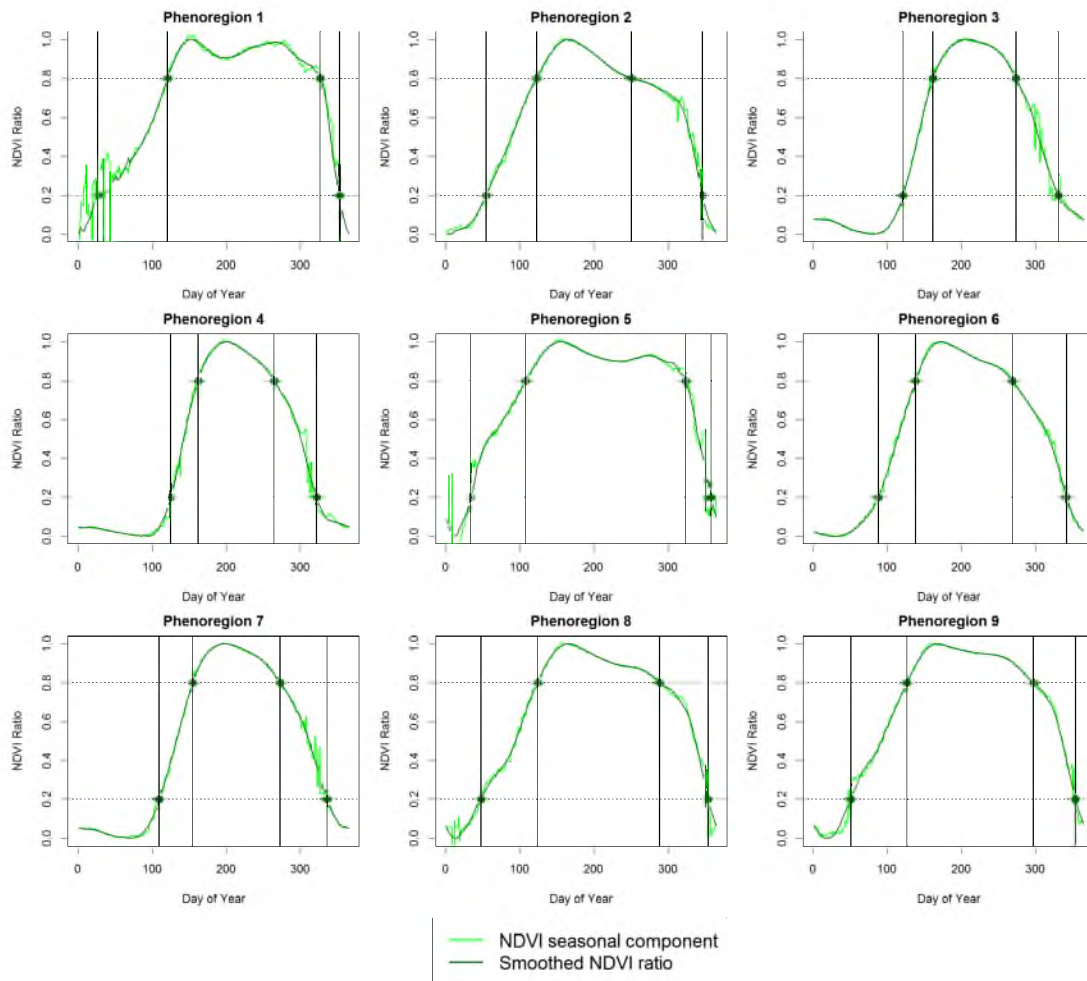 Phenoregion 1
Phenoregion 2
Phenoregion 3
NDVI Ratio
0.0 0.2 0.4 0.6 0.8 1.0
0 100 200 300
Day of Year
NDVI Ratio
0.0 0.2 0.4 0.6 0.8 1.0
0 100 200 300
Day of Year
NDVI Ratio
0.0 0.2 0.4 0.6 0.8 1.0
0 100 200 300
Day of Year
Phenoregion 4
Phenoregion 5
Phenoregion 6
NDVI Ratio
0.0 0.2 0.4 0.6 0.8 1.0
0 100 200 300
Day of Year
NDVI Ratio
0.0 0.2 0.4 0.6 0.8 1.0
0 100 200 300
Day of Year
NDVI Ratio
0.0 0.2 0.4 0.6 0.8 1.0
0 100 200 300
Day of Year
Phenoregion 7
Phenoregion 8
Phenoregion 9
NDVI Ratio
0.0 0.2 0.4 0.6 0.8 1.0
0 100 200 300
Day of Year
NDVI Ratio
0.0 0.2 0.4 0.6 0.8 1.0
0 100 200 300
Day of Year
NDVI Ratio
0.0 0.2 0.4 0.6 0.8 1.0
0 100 200 300
Day of Year
NDVI seasonal component
Smoothed NDVI ratio